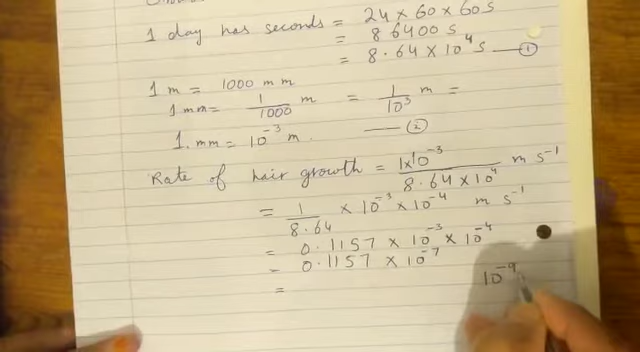 1 day has seconds = 24 × 60 × 60 s
= 86400 s
= 8.64 × 10⁴ s —— ①
1 m = 1000 mm
1 mm = 1/1000 m = 1/10³ m =
1. mm = 10⁻³ m. —— ②
Rate of hair growth = 1×10⁻³ / 8.64 × 10⁴ m s⁻¹
= 1/8.64 × 10⁻³ × 10⁻⁴ m s⁻¹
= 0.1157 × 10⁻³ × 10⁻⁴
= 0.1157 × 10⁻⁷
= 10⁻⁹